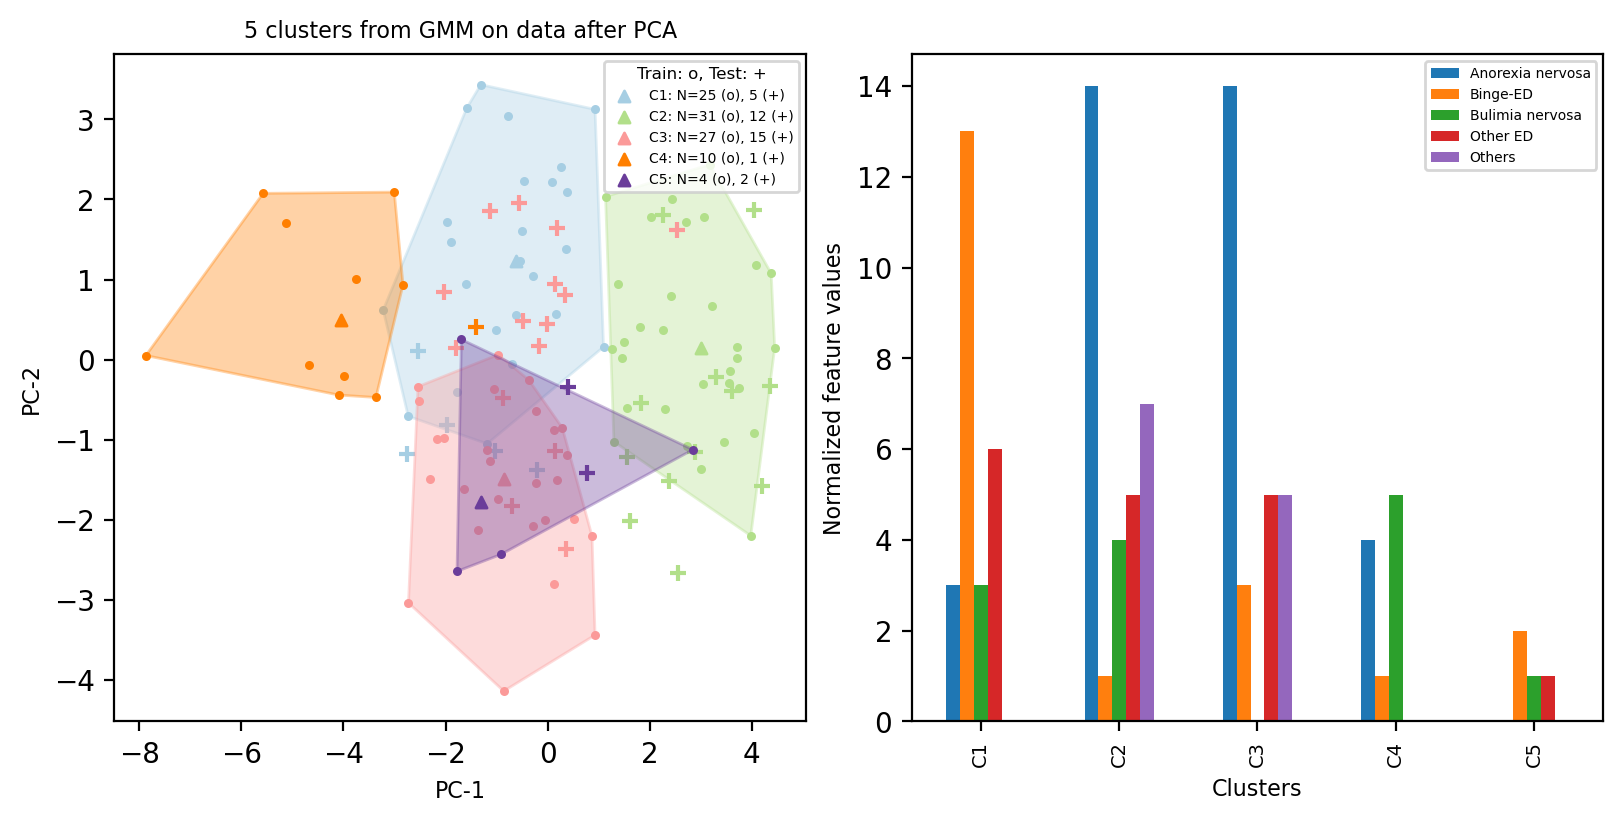 5 clusters from GMM on data after PCA
Train: o, Test: +
C1: N=25 (o), 5 (+)
C2: N=31 (o), 12 (+)
C3: N=27 (o), 15 (+)
C4: N=10 (o), 1 (+)
C5: N=4 (o), 2 (+)
PC-2
3
2
1
0
−1
−2
−3
−4
−8
−6
−4
−2
0
2
4
PC-1
Anorexia nervosa
Binge-ED
Bulimia nervosa
Other ED
Others
Normalized feature values
14
12
10
8
6
4
2
0
C1
C2
C3
C4
C5
Clusters